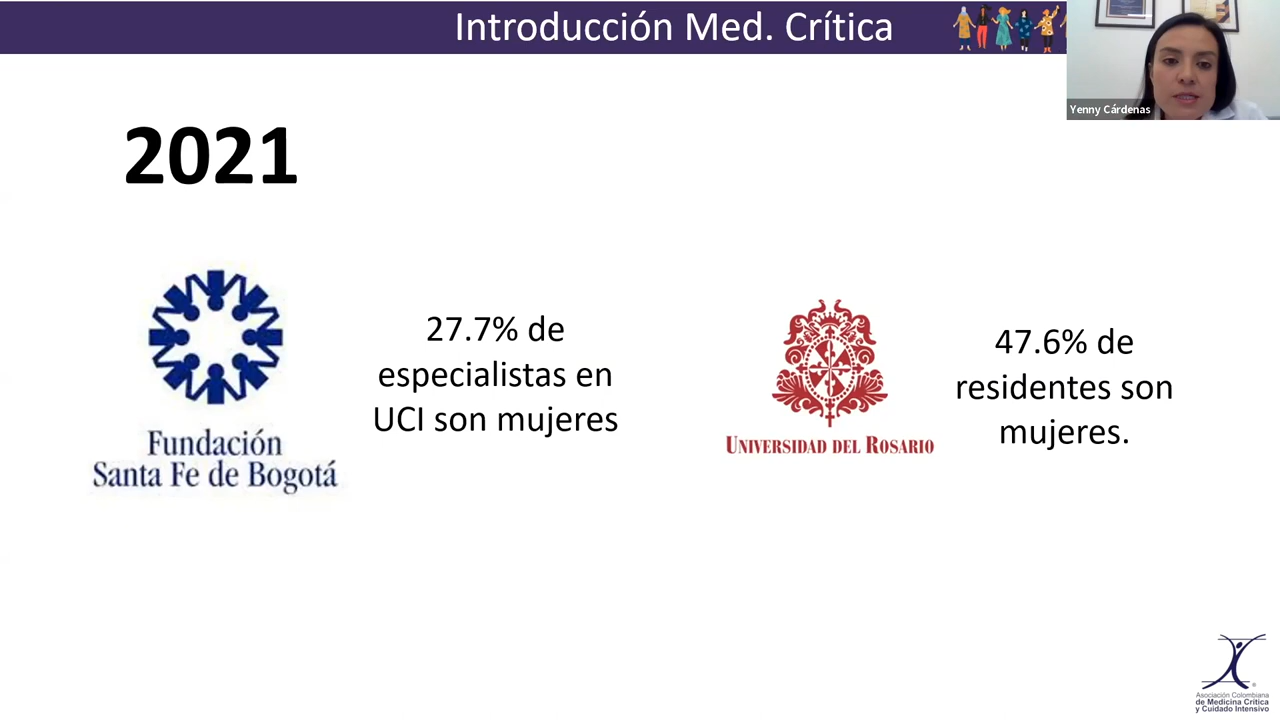 Introducción Med. Crítica
Yenny Cárdenas
2021
Fundación
Santa Fe de Bogotá
27.7% de
especialistas en
UCI son mujeres
UNIVERSIDAD DEL ROSARIO
47.6% de
residentes son
mujeres.
Asociación Colombiana
de Medicina Crítica
y Cuidado Intensivo